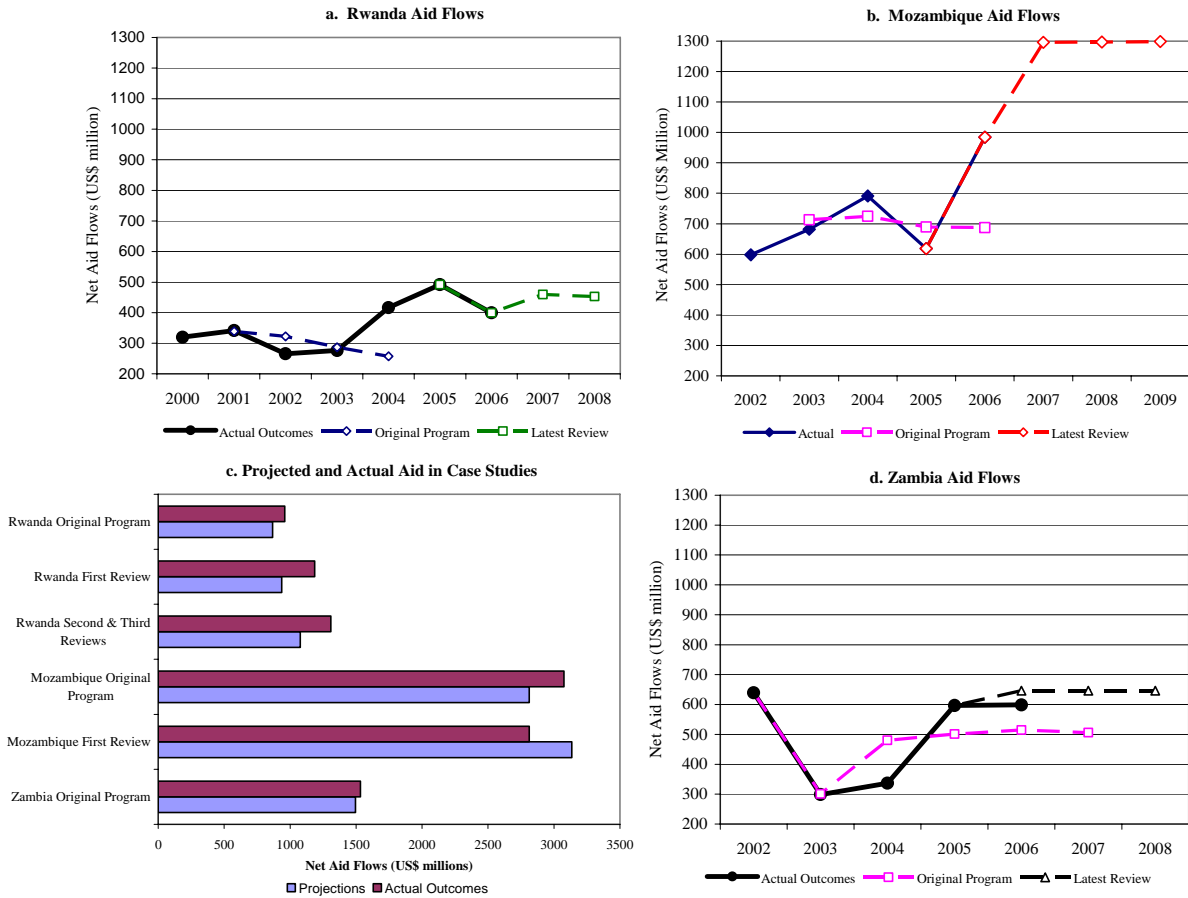 a. Rwanda Aid Flows
1300
1200
1100
1000
900
800
700
600
500
400
300
200
Net Aid Flows (US$ million)
2000 2001 2002 2003 2004 2005 2006 2007 2008
Actual Outcomes Original Program Latest Review
b. Mozambique Aid Flows
1300
1200
1100
1000
900
800
700
600
500
400
300
200
Net Aid Flows (US$ Million)
2002 2003 2004 2005 2006 2007 2008 2009
Actual Original Program Latest Review
c. Projected and Actual Aid in Case Studies
Rwanda Original Program
Rwanda First Review
Rwanda Second & Third
Reviews
Mozambique Original
Program
Mozambique First Review
Zambia Original Program
0 500 1000 1500 2000 2500 3000 3500
Net Aid Flows (US$ millions)
Projections Actual Outcomes
d. Zambia Aid Flows
1300
1200
1100
1000
900
800
700
600
500
400
300
200
Net Aid Flows (US$ million)
2002 2003 2004 2005 2006 2007 2008
Actual Outcomes Original Program Latest Review